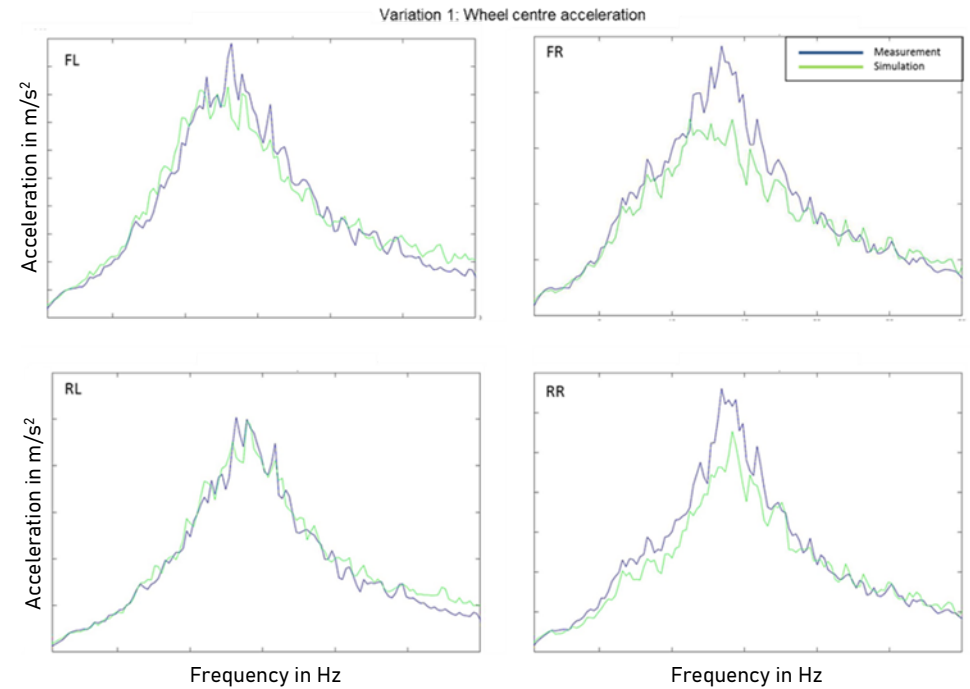 Variation 1: Wheel centre acceleration
FL
FR
Measurement
Simulation
Acceleration in m/s²
RL
RR
Acceleration in m/s²
Frequency in Hz
Frequency in Hz